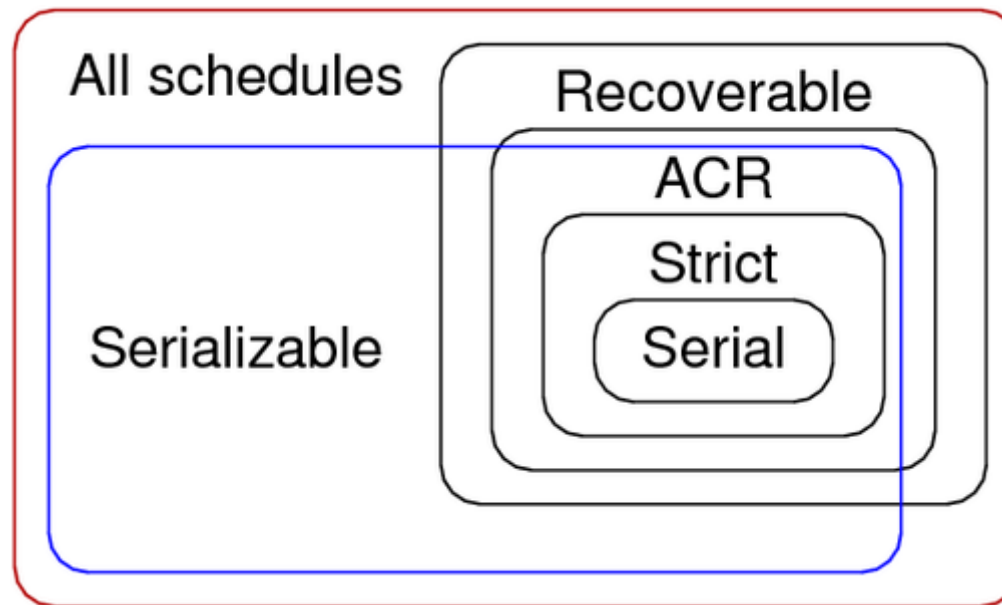 All schedules
Recoverable
ACR
Strict
Serializable
Serial